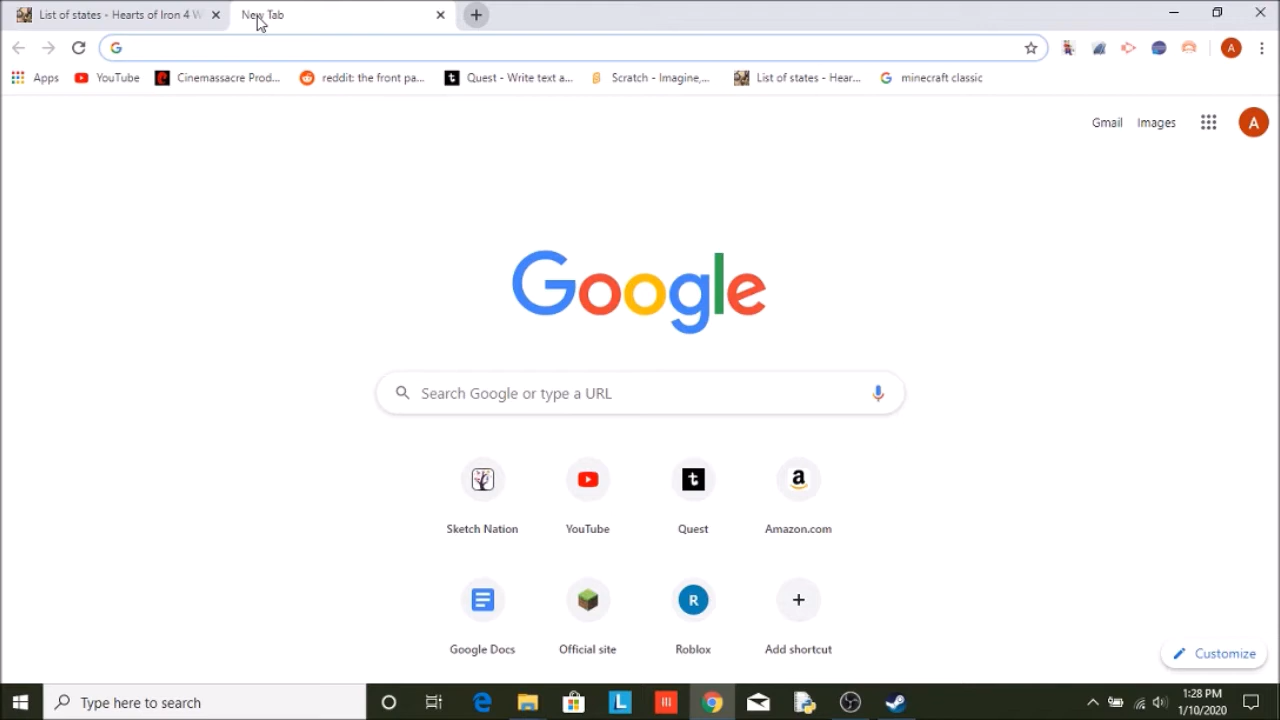 List of states - Hearts of Iron 4 W
New Tab
Apps YouTube Cinemassacre Prod... reddit: the front pa... Quest - Write text a... Scratch - Imagine,... List of states - Hear... minecraft classic
A
Gmail Images A
Google
Search Google or type a URL
t a
Sketch Nation YouTube Quest Amazon.com
R
Google Docs Official site Roblox Add shortcut
Customize
Type here to search
L
1:28 PM
1/10/2020